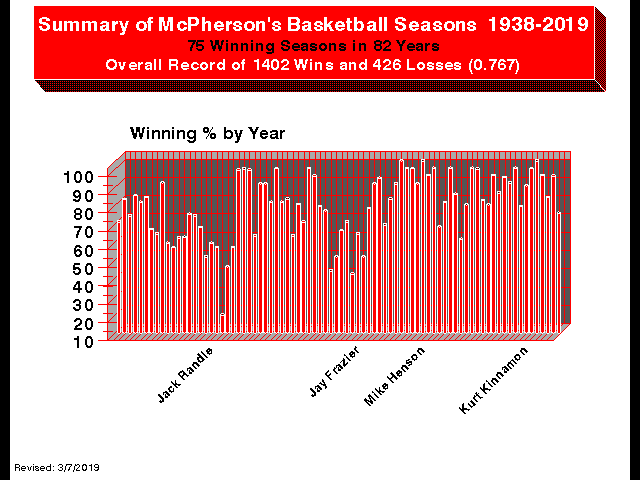 Summary of McPherson's Basketball Seasons 1938-2019
75 Winning Seasons in 82 Years
Overall Record of 1402 Wins and 426 Losses (0.767)
Winning % by Year
100
90
80
70
60
50
40
30
20
10
Jack Randle
Jay Frazier
Mike Henson
Kurt Kinnamon
Revised: 3/7/2019